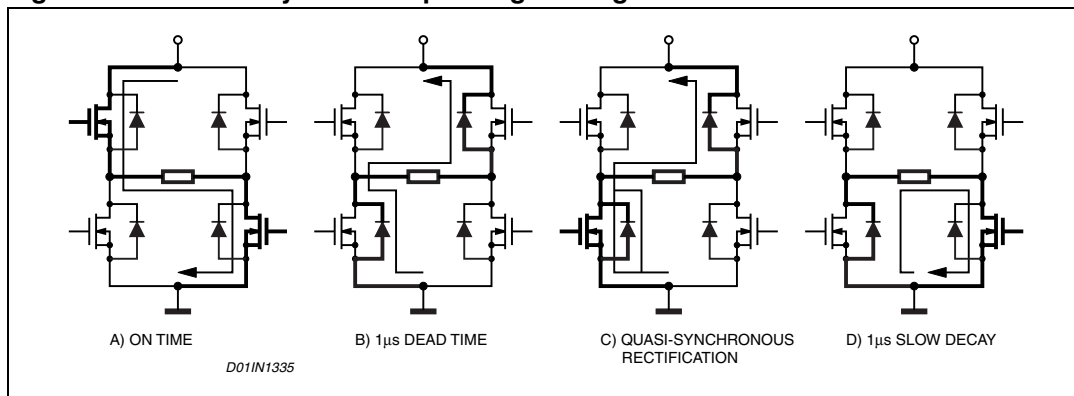 A) ON TIME
B) 1μs DEAD TIME
C) QUASI-SYNCHRONOUS
RECTIFICATION
D) 1μs SLOW DECAY
D01IN1335